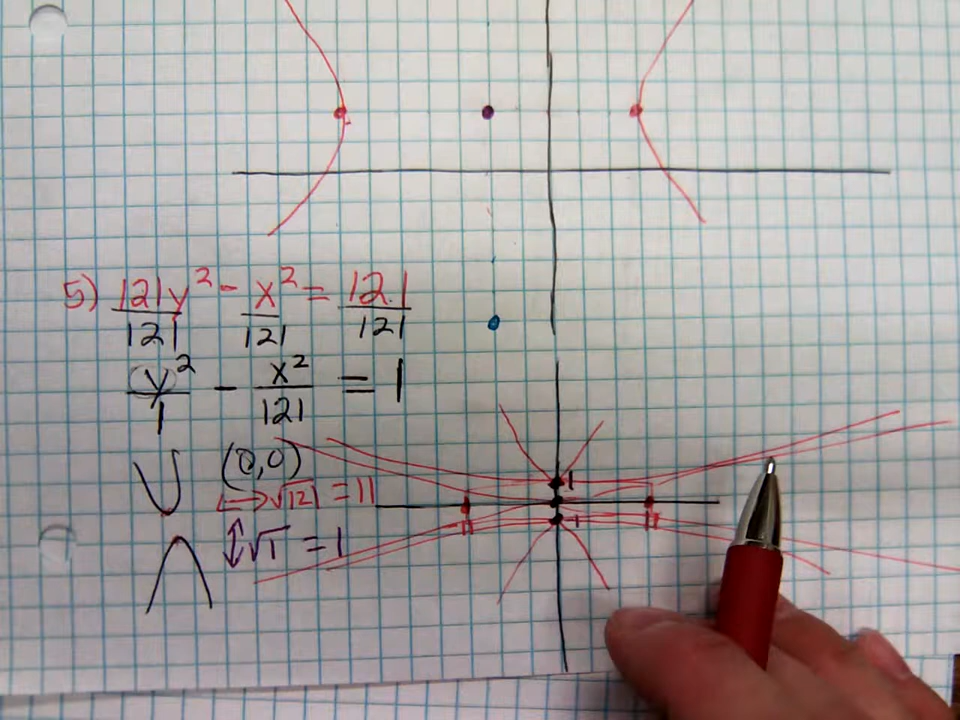 5) 121y² - x² = 121
121 121 121
y² - x² = 1
1 121
(0,0)
↔ √121 = 11
↕ √1 = 1
1
11 11
-1